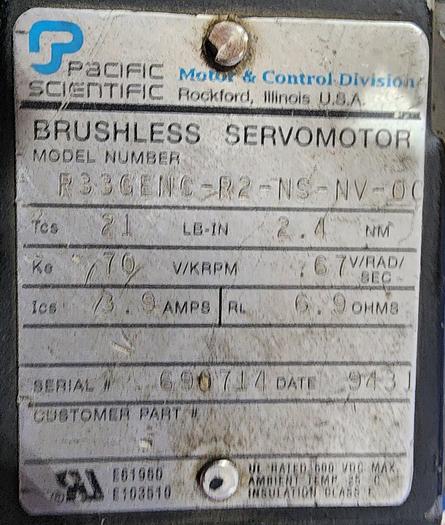 PACIFIC
SCIENTIFIC
Motor & Control Division
Rockford, Illinois U.S.A.
BRUSHLESS SERVOMOTOR
MODEL NUMBER
R33GENC-R2-NS-NV-00
Tcs 21 LB-IN 2.4 NM
Ke 70 V/KRPM .67 V/RAD/SEC
Ics 3.9 AMPS RL 6.9 OHMS
SERIAL # 690714 DATE 9431
CUSTOMER PART #
E61960
E103510
UL RATED 600 VDC MAX.
AMBIENT TEMP. 25 C
INSULATION CLASS F